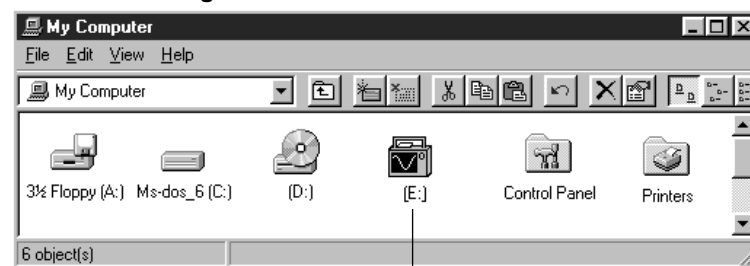 My Computer
File Edit View Help
My Computer
3½ Floppy (A:) Ms-dos_6 (C:) (D:) (E:) Control Panel Printers
6 object(s)